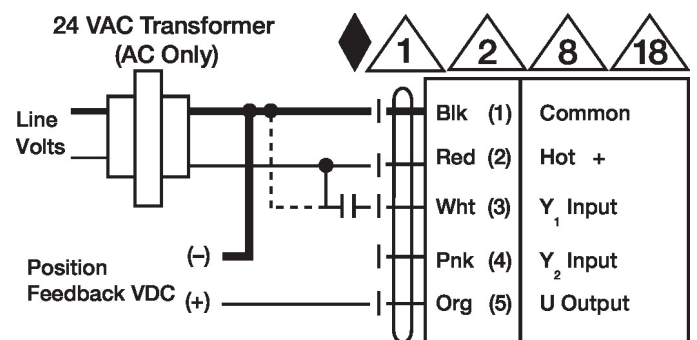 24 VAC Transformer
(AC Only)
1 2 8 18
Line
Volts
Blk (1) Common
Red (2) Hot +
Wht (3) Y1 Input
Pnk (4) Y2 Input
Org (5) U Output
(–)
Position
Feedback VDC (+)